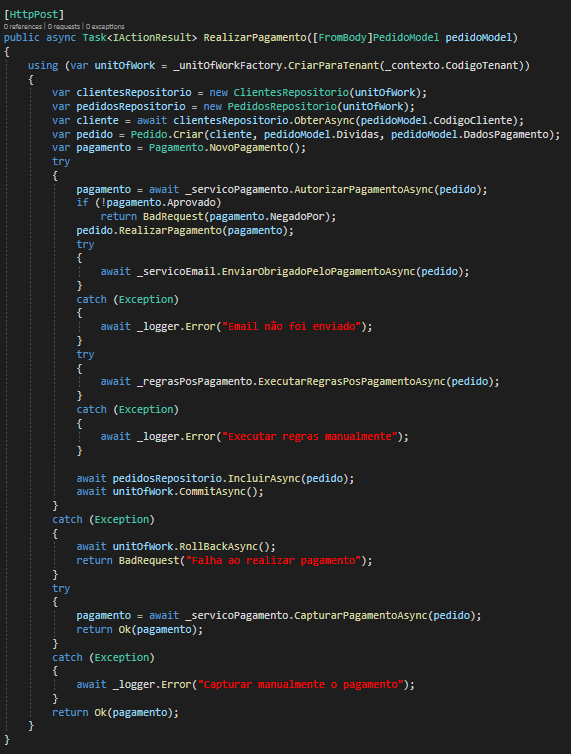 [HttpPost]
0 references | 0 requests | 0 exceptions
public async Task<IActionResult> RealizarPagamento([FromBody]PedidoModel pedidoModel)
{
using (var unitOfWork = _unitOfWorkFactory.CriarParaTenant(_contexto.CodigoTenant))
{
var clientesRepositorio = new ClientesRepositorio(unitOfWork);
var pedidosRepositorio = new PedidosRepositorio(unitOfWork);
var cliente = await clientesRepositorio.ObterAsync(pedidoModel.CodigoCliente);
var pedido = Pedido.Criar(cliente, pedidoModel.Dividas, pedidoModel.DadosPagamento);
var pagamento = Pagamento.NovoPagamento();
try
{
pagamento = await _servicoPagamento.AutorizarPagamentoAsync(pedido);
if (!pagamento.Aprovado)
return BadRequest(pagamento.NegadoPor);
pedido.RealizarPagamento(pagamento);
try
{
await _servicoEmail.EnviarObrigadoPeloPagamentoAsync(pedido);
}
catch (Exception)
{
await _logger.Error("Email não foi enviado");
}
try
{
await _regrasPosPagamento.ExecutarRegrasPosPagamentoAsync(pedido);
}
catch (Exception)
{
await _logger.Error("Executar regras manualmente");
}
await pedidosRepositorio.IncluirAsync(pedido);
await unitOfWork.CommitAsync();
}
catch (Exception)
{
await unitOfWork.RollBackAsync();
return BadRequest("Falha ao realizar pagamento");
}
try
{
pagamento = await _servicoPagamento.CapturarPagamentoAsync(pedido);
return Ok(pagamento);
}
catch (Exception)
{
await _logger.Error("Capturar manualmente o pagamento");
}
return Ok(pagamento);
}
}